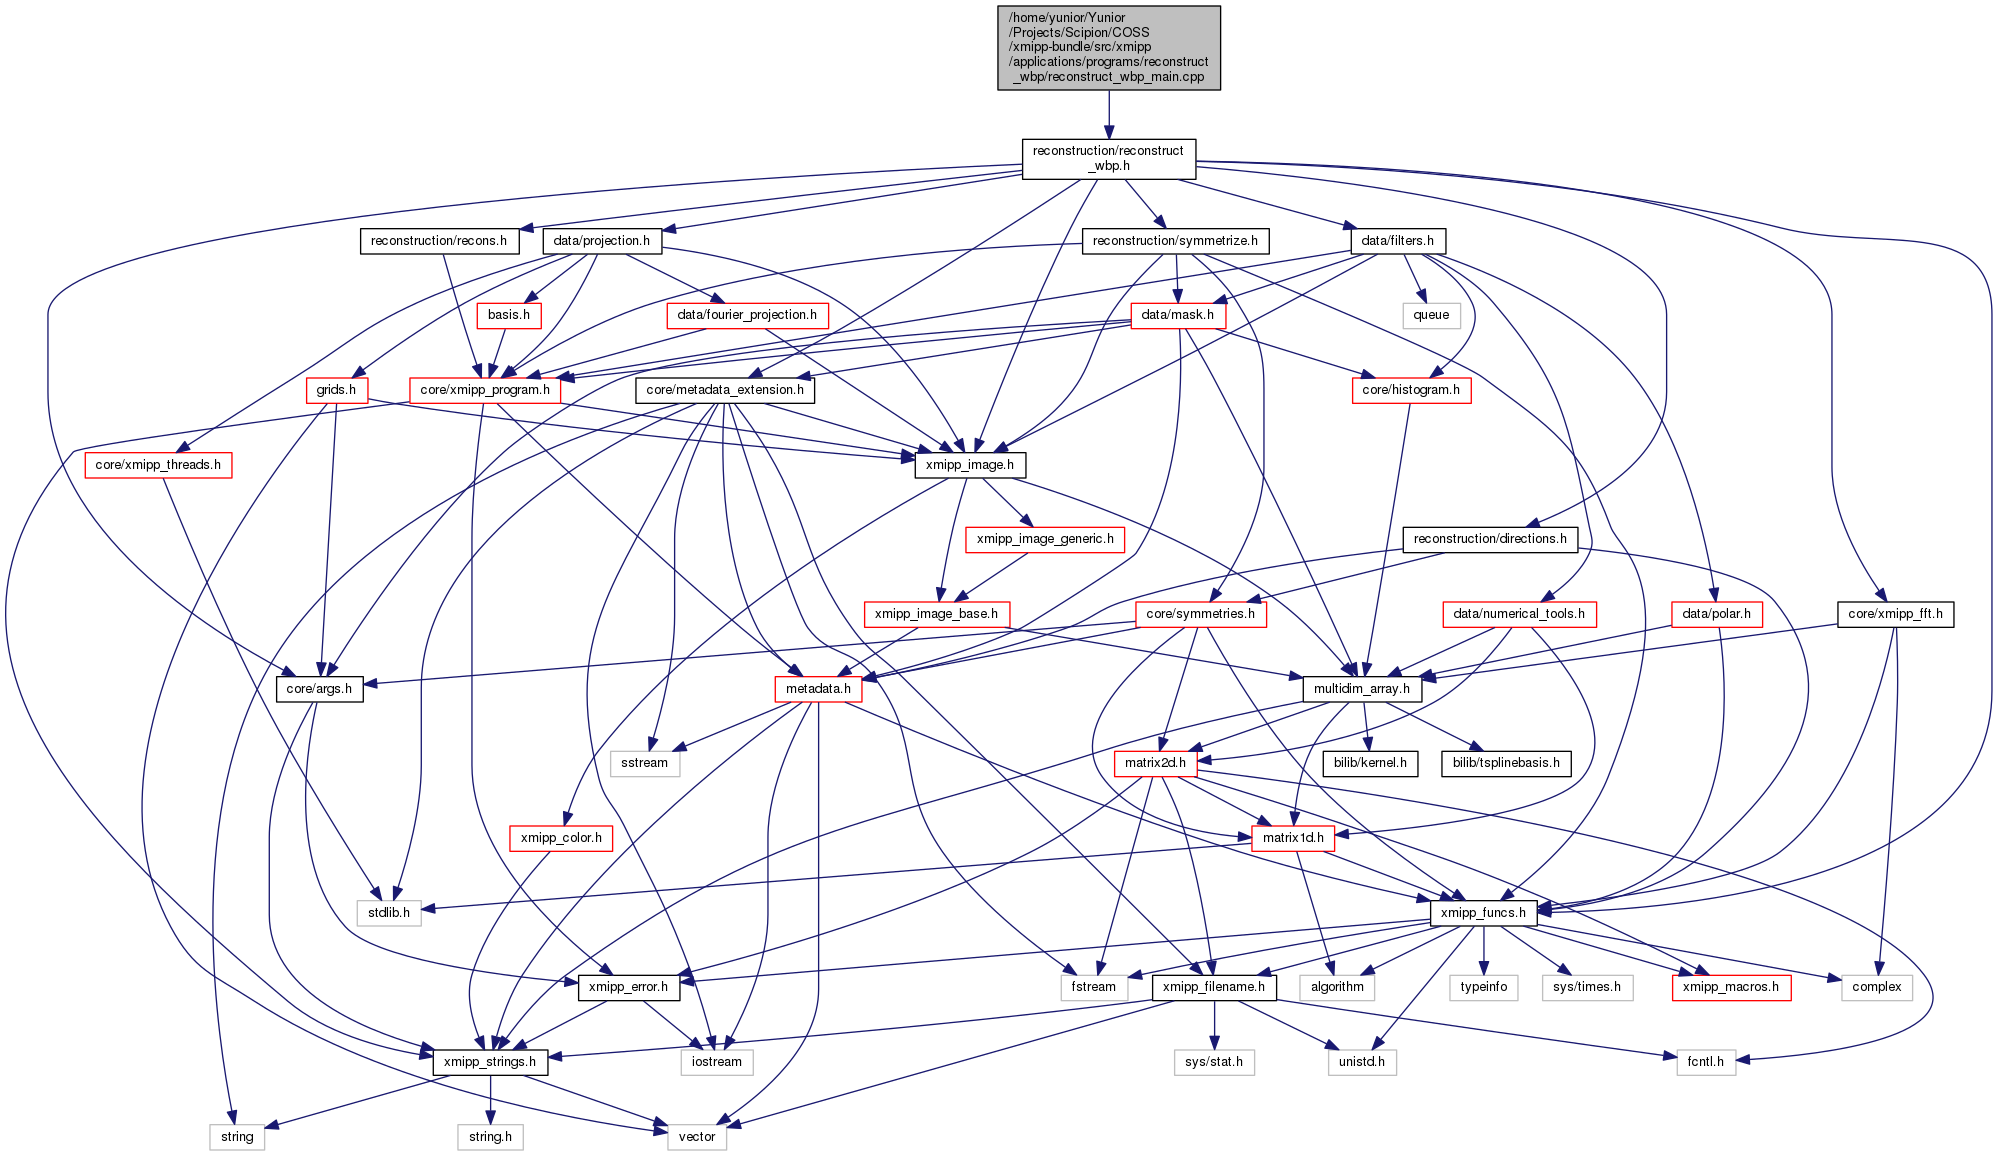 /home/yunior/Yunior
/Projects/Scipion/COSS
/xmipp-bundle/src/xmipp
/applications/programs/reconstruct
_wbp/reconstruct_wbp_main.cpp
reconstruction/reconstruct
_wbp.h
reconstruction/recons.h
data/projection.h
reconstruction/symmetrize.h
data/filters.h
basis.h
data/fourier_projection.h
data/mask.h
queue
grids.h
core/xmipp_program.h
core/metadata_extension.h
core/histogram.h
core/xmipp_threads.h
xmipp_image.h
xmipp_image_generic.h
reconstruction/directions.h
xmipp_image_base.h
core/symmetries.h
data/numerical_tools.h
data/polar.h
core/xmipp_fft.h
core/args.h
metadata.h
multidim_array.h
sstream
matrix2d.h
bilib/kernel.h
bilib/tsplinebasis.h
xmipp_color.h
matrix1d.h
stdlib.h
xmipp_funcs.h
xmipp_error.h
fstream
xmipp_filename.h
algorithm
typeinfo
sys/times.h
xmipp_macros.h
complex
xmipp_strings.h
iostream
sys/stat.h
unistd.h
fcntl.h
string
string.h
vector